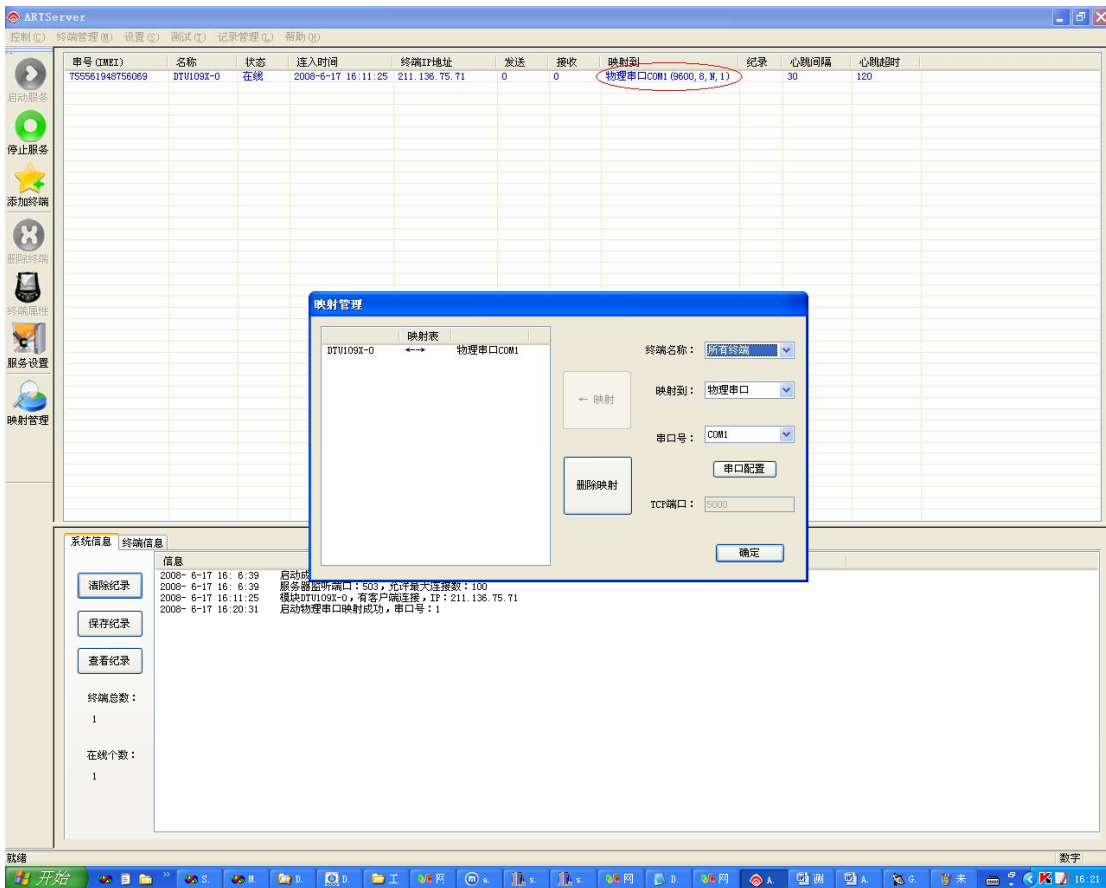 ARTServer
控制(C) 终端管理(M) 设置(S) 测试(T) 记录管理(L) 帮助(H)
启动服务
停止服务
添加终端
删除终端
终端属性
服务设置
映射管理
串号(IMEI) 名称 状态 连入时间 终端IP地址 发送 接收 映射到 纪录 心跳间隔 心跳超时
755561948756069 DTU109X-0 在线 2008-6-17 16:11:25 211.136.75.71 0 0 物理串口COM1(9600,8,N,1) 30 120
映射管理
映射表
DTU109X-0 ←→ 物理串口COM1
终端名称： 所有终端
← 映射
映射到： 物理串口
串口号： COM1
串口配置
删除映射
TCP端口： 5000
确定
系统信息 终端信息
信息
2008- 6-17 16: 6:39 启动成
2008- 6-17 16: 6:39 服务器监听端口：503，允许最大连接数：100
2008- 6-17 16:11:25 模块DTU109X-0，有客户端连接，IP：211.136.75.71
2008- 6-17 16:20:31 启动物理串口映射成功，串口号：1
清除纪录
保存纪录
查看纪录
终端总数：
1
在线个数：
1
就绪 数字
开始 S. M. D. D. 工 网 a. s. s. 网 D. 网 A. 测 A. G. 未 16:21